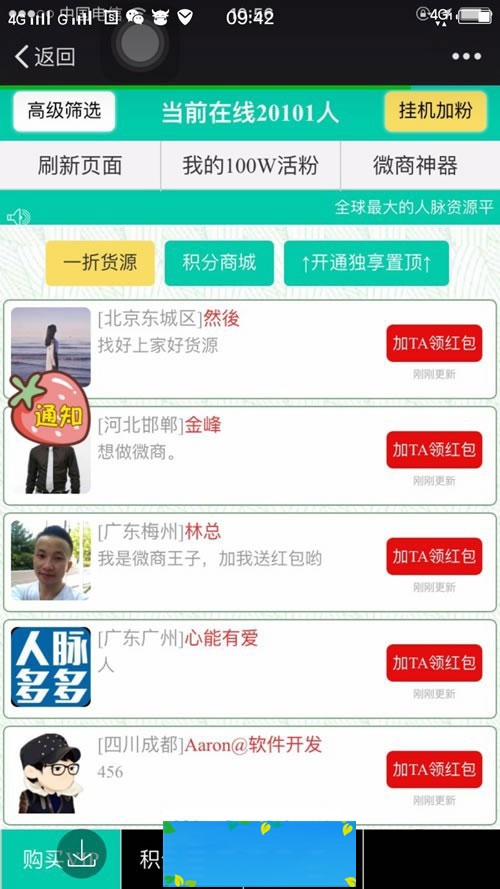 4G 4G 09:42 4G
返回
高级筛选 当前在线20101人 挂机加粉
刷新页面 我的100W活粉 微商神器
全球最大的人脉资源平
一折货源 积分商城 ↑开通独享置顶↑
[北京东城区]然後
找好上家好货源
加TA领红包
刚刚更新
通知
[河北邯郸]金峰
想做微商。
加TA领红包
刚刚更新
[广东梅州]林总
我是微商王子，加我送红包哟
加TA领红包
刚刚更新
人脉
多多
[广东广州]心能有爱
人
加TA领红包
刚刚更新
[四川成都]Aaron@软件开发
456
加TA领红包
刚刚更新
购买 积